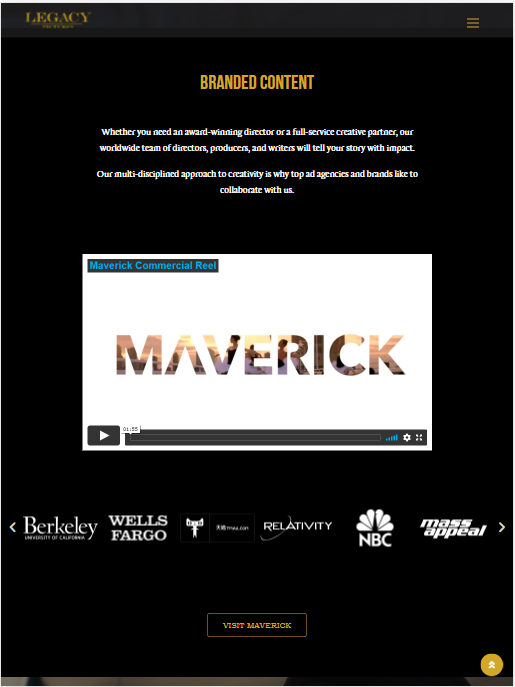 LEGACY
PICTURES
BRANDED CONTENT
Whether you need an award-winning director or a full-service creative partner, our
worldwide team of directors, producers, and writers will tell your story with impact.
Our multi-disciplined approach to creativity is why top ad agencies and brands like to
collaborate with us.
Maverick Commercial Reel
MAVERICK
01:55
Berkeley
UNIVERSITY OF CALIFORNIA
WELLS
FARGO
天猫 TMALL.COM
RELATIVITY
NBC
mass
appeal
VISIT MAVERICK